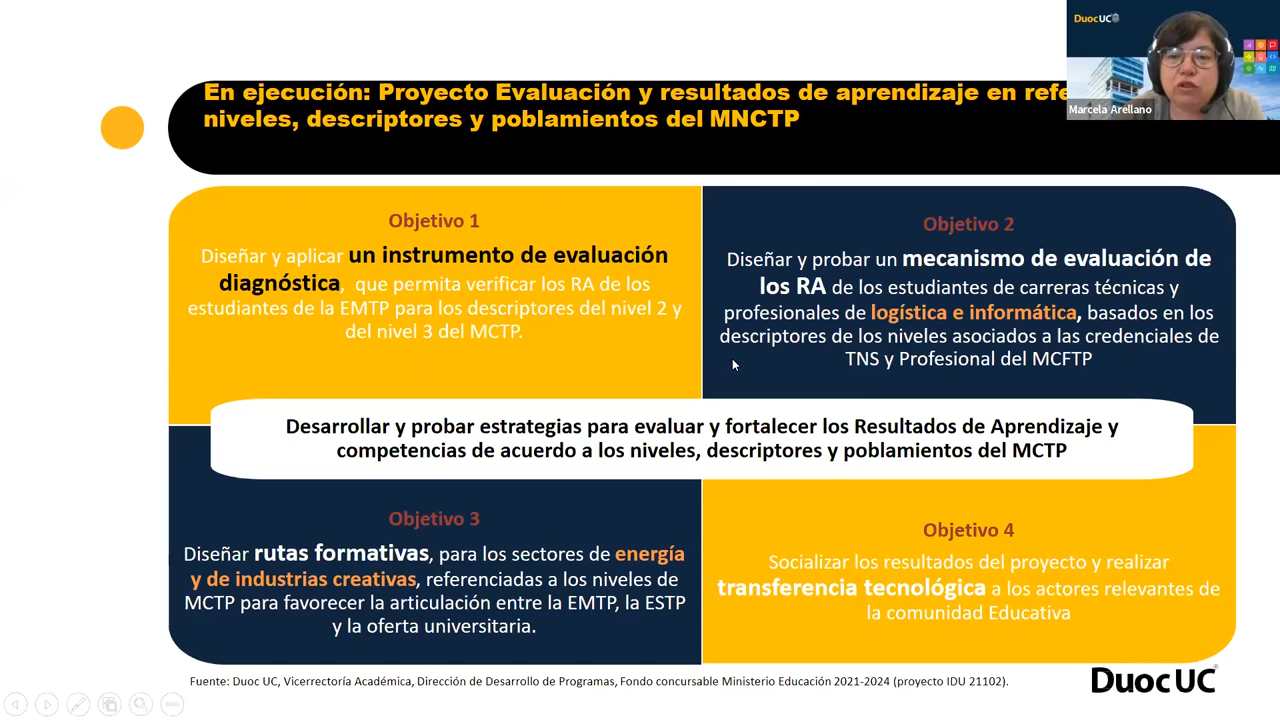 DuocUC
Marcela Arellano
En ejecución: Proyecto Evaluación y resultados de aprendizaje en
niveles, descriptores y poblamientos del MNCTP
Objetivo 1
Diseñar y aplicar un instrumento de evaluación
diagnóstica, que permita verificar los RA de los
estudiantes de la EMTP para los descriptores del nivel 2 y
del nivel 3 del MCTP.
Objetivo 2
Diseñar y probar un mecanismo de evaluación de
los RA de los estudiantes de carreras técnicas y
profesionales de logística e informática, basados en los
descriptores de los niveles asociados a las credenciales de
TNS y Profesional del MCFTP
Desarrollar y probar estrategias para evaluar y fortalecer los Resultados de Aprendizaje y
competencias de acuerdo a los niveles, descriptores y poblamientos del MCTP
Objetivo 3
Diseñar rutas formativas, para los sectores de energía
y de industrias creativas, referenciadas a los niveles de
MCTP para favorecer la articulación entre la EMTP, la ESTP
y la oferta universitaria.
Objetivo 4
Socializar los resultados del proyecto y realizar
transferencia tecnológica a los actores relevantes de
la comunidad Educativa
Fuente: Duoc UC, Vicerrectoría Académica, Dirección de Desarrollo de Programas, Fondo concursable Ministerio Educación 2021-2024 (proyecto IDU 21102).
DuocUC